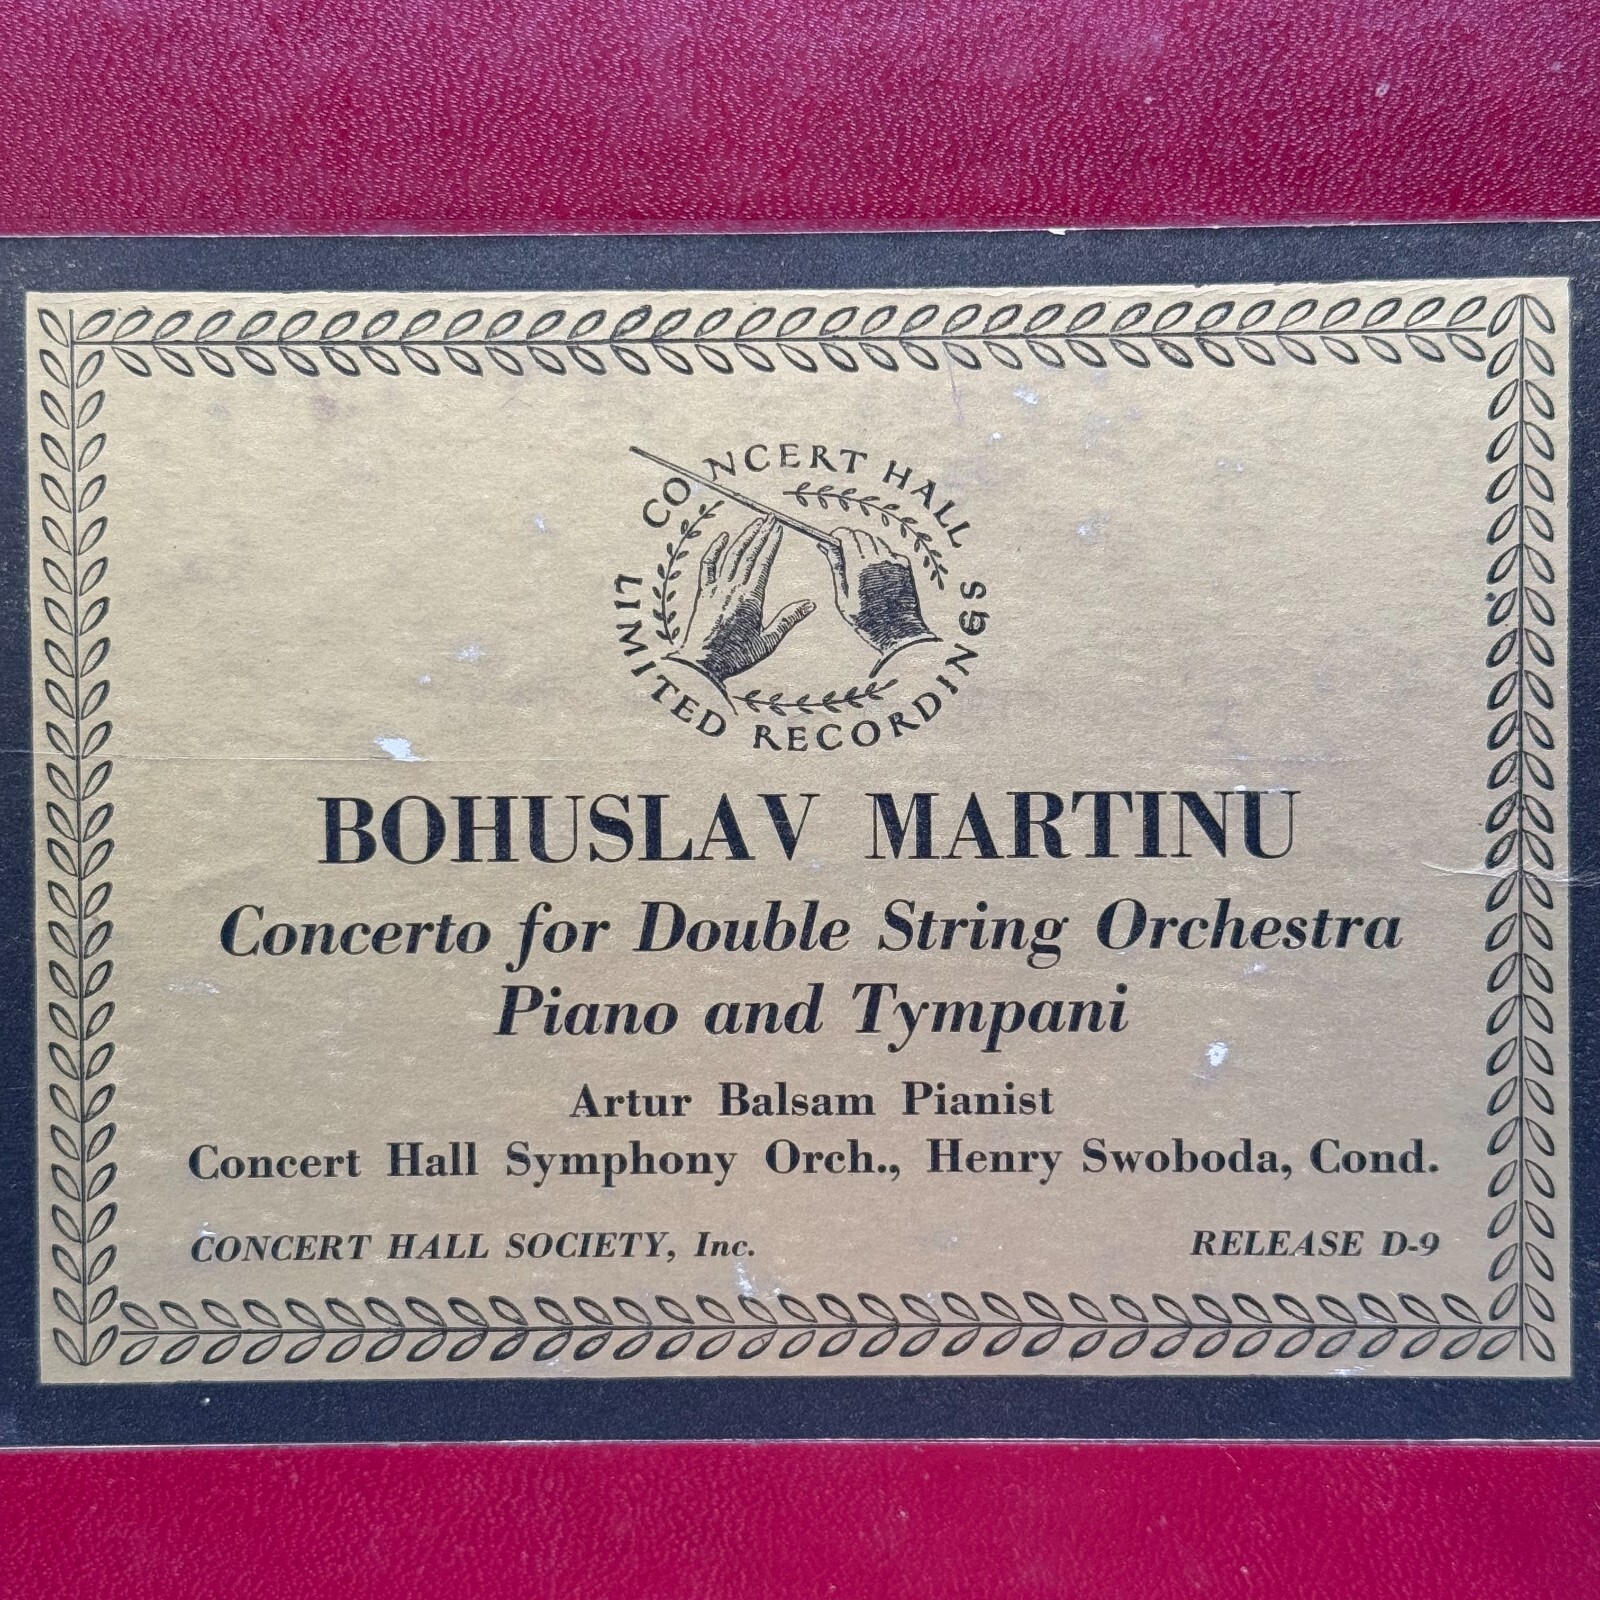 CONCERT HALL
LIMITED RECORDINGS
BOHUSLAV MARTINU
Concerto for Double String Orchestra
Piano and Tympani
Artur Balsam Pianist
Concert Hall Symphony Orch., Henry Swoboda, Cond.
CONCERT HALL SOCIETY, Inc.
RELEASE D-9